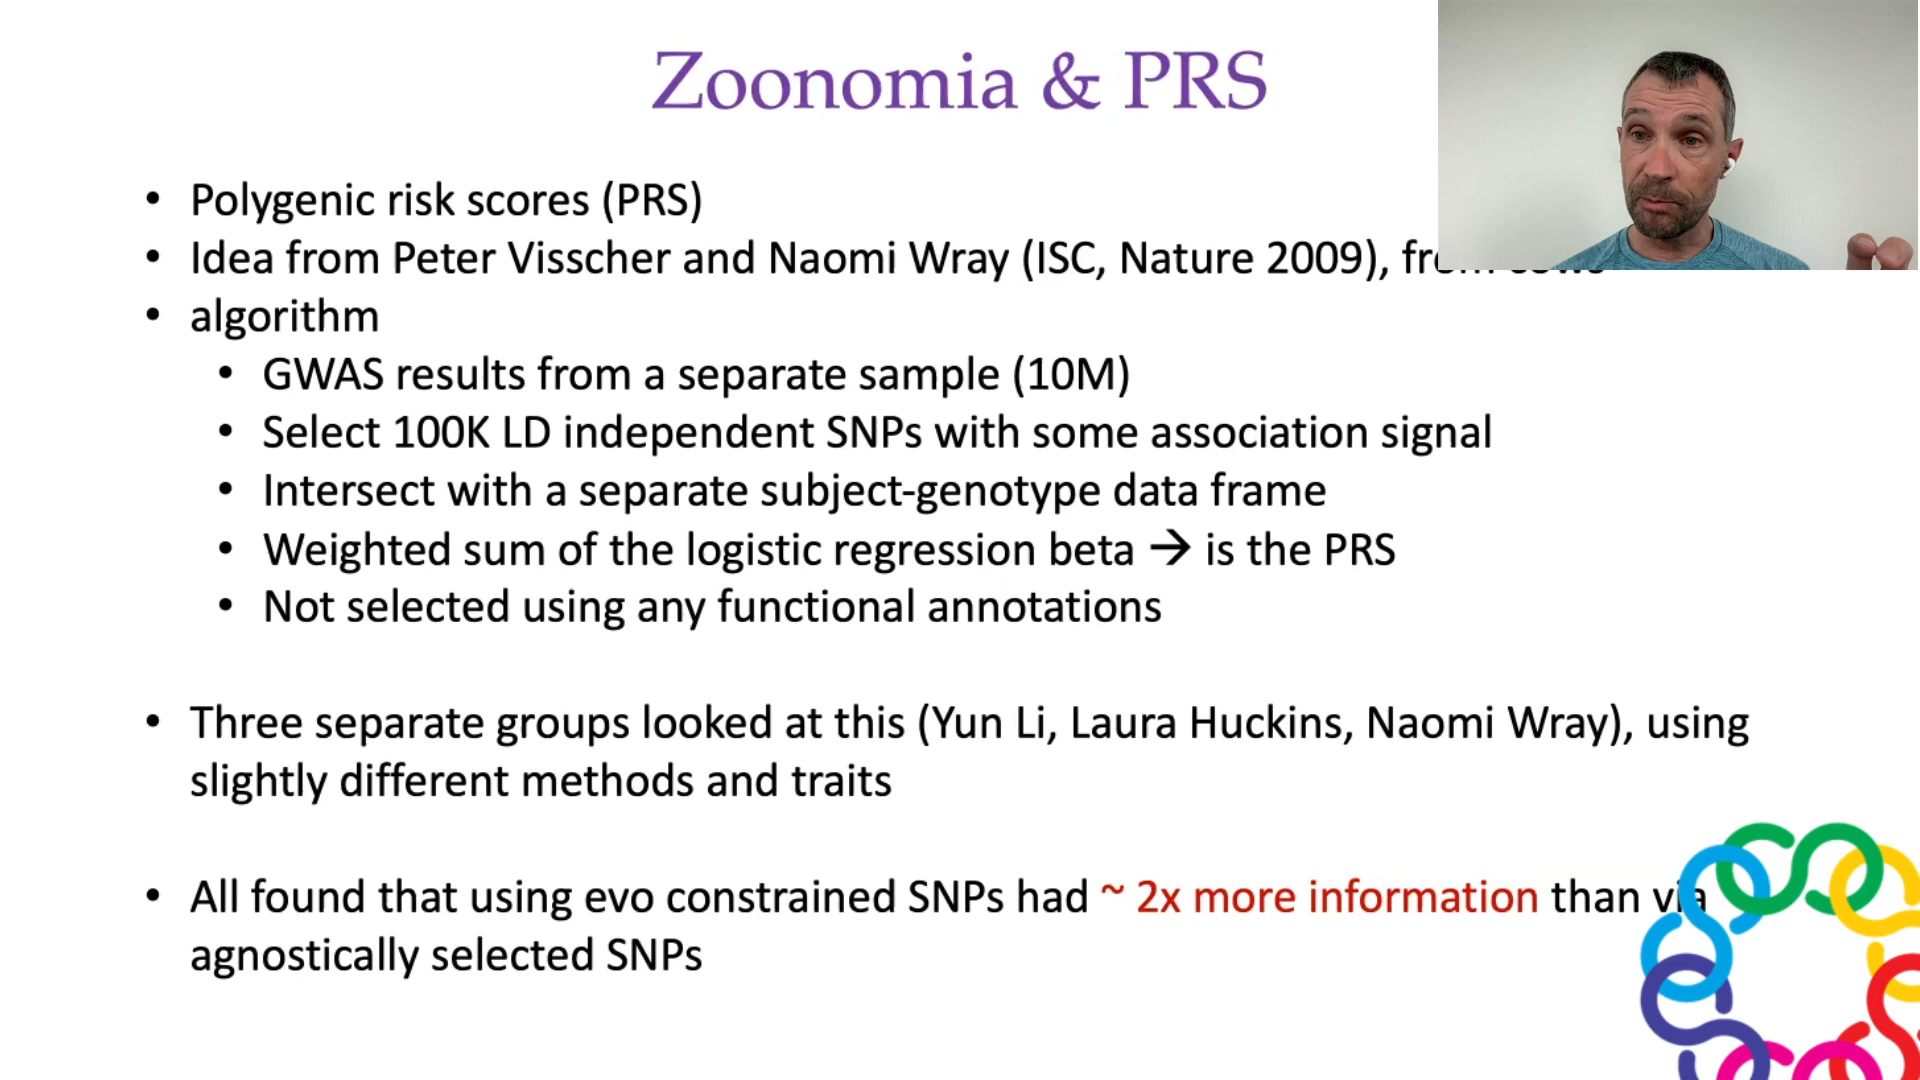 Zoonomia & PRS
• Polygenic risk scores (PRS)
• Idea from Peter Visscher and Naomi Wray (ISC, Nature 2009), from cows
• algorithm
• GWAS results from a separate sample (10M)
• Select 100K LD independent SNPs with some association signal
• Intersect with a separate subject-genotype data frame
• Weighted sum of the logistic regression beta → is the PRS
• Not selected using any functional annotations
• Three separate groups looked at this (Yun Li, Laura Huckins, Naomi Wray), using
slightly different methods and traits
• All found that using evo constrained SNPs had ~ 2x more information than via
agnostically selected SNPs